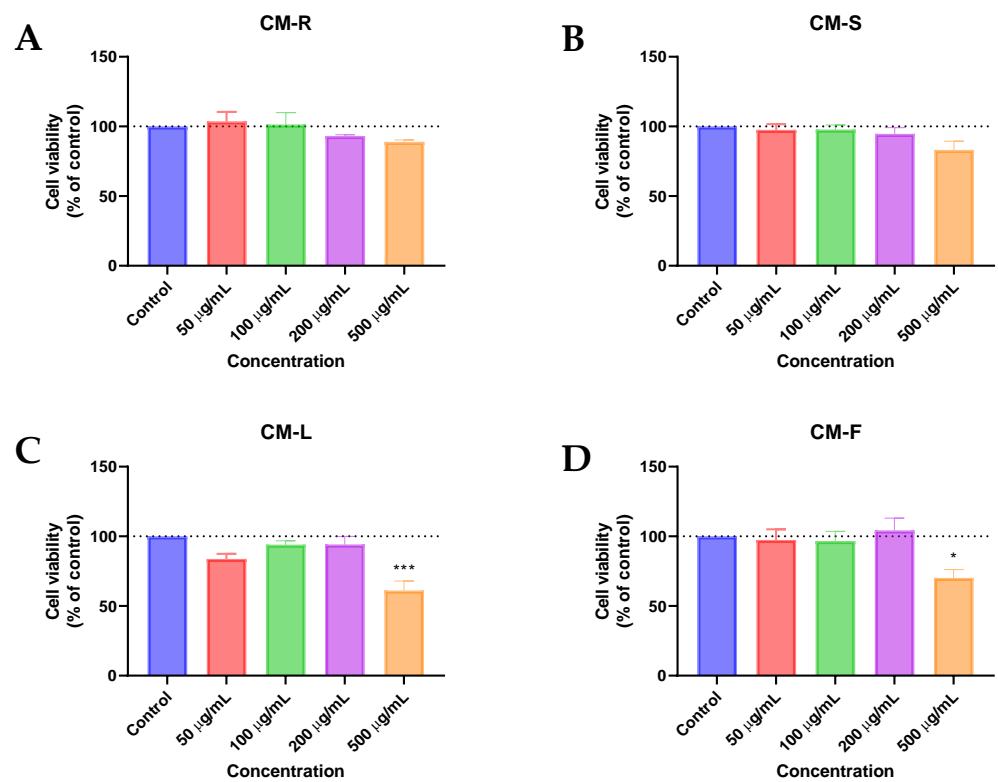 A
CM-R
Cell viability
(% of control)
150
100
50
0
Control
50 μg/mL
100 μg/mL
200 μg/mL
500 μg/mL
Concentration
B
CM-S
Cell viability
(% of control)
150
100
50
0
Control
50 μg/mL
100 μg/mL
200 μg/mL
500 μg/mL
Concentration
C
CM-L
Cell viability
(% of control)
150
100
50
0
***
Control
50 μg/mL
100 μg/mL
200 μg/mL
500 μg/mL
Concentration
D
CM-F
Cell viability
(% of control)
150
100
50
0
*
Control
50 μg/mL
100 μg/mL
200 μg/mL
500 μg/mL
Concentration